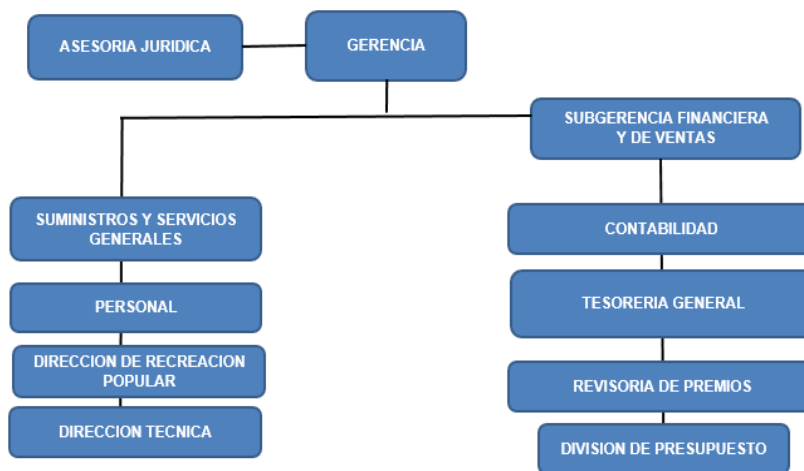 ASESORIA JURIDICA
GERENCIA
SUBGERENCIA FINANCIERA
Y DE VENTAS
SUMINISTROS Y SERVICIOS
GENERALES
CONTABILIDAD
PERSONAL
TESORERIA GENERAL
DIRECCION DE RECREACION
POPULAR
REVISORIA DE PREMIOS
DIRECCION TECNICA
DIVISION DE PRESUPUESTO